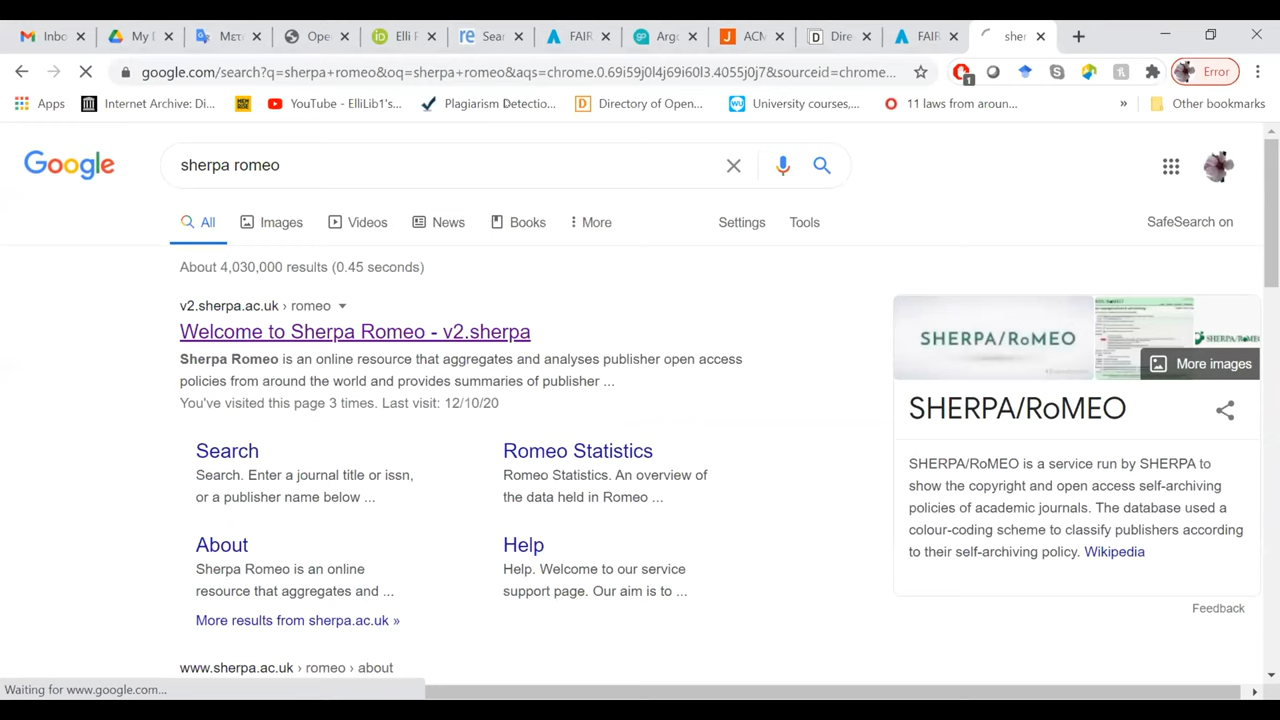 Inbo My D Μετ Ope Elli P Sear FAIR Argo ACM Dire FAIR sher
google.com/search?q=sherpa+romeo&oq=sherpa+romeo&aqs=chrome.0.69i59j0l4j69i60l3.4055j0j7&sourceid=chrome... 1 Error
Apps Internet Archive: Di... YouTube - ElliLib1's... Plagiarism Detectio... Directory of Open... University courses,... 11 laws from aroun... » Other bookmarks
Google sherpa romeo
All Images Videos News Books More Settings Tools SafeSearch on
About 4,030,000 results (0.45 seconds)
v2.sherpa.ac.uk › romeo
Welcome to Sherpa Romeo - v2.sherpa
Sherpa Romeo is an online resource that aggregates and analyses publisher open access
policies from around the world and provides summaries of publisher ...
You've visited this page 3 times. Last visit: 12/10/20
Search
Search. Enter a journal title or issn,
or a publisher name below ...
Romeo Statistics
Romeo Statistics. An overview of
the data held in Romeo ...
About
Sherpa Romeo is an online
resource that aggregates and ...
Help
Help. Welcome to our service
support page. Our aim is to ...
More results from sherpa.ac.uk »
www.sherpa.ac.uk › romeo › about
SHERPA/RoMEO
More images
SHERPA/RoMEO
SHERPA/RoMEO is a service run by SHERPA to
show the copyright and open access self-archiving
policies of academic journals. The database used a
colour-coding scheme to classify publishers according
to their self-archiving policy. Wikipedia
Feedback
Waiting for www.google.com...